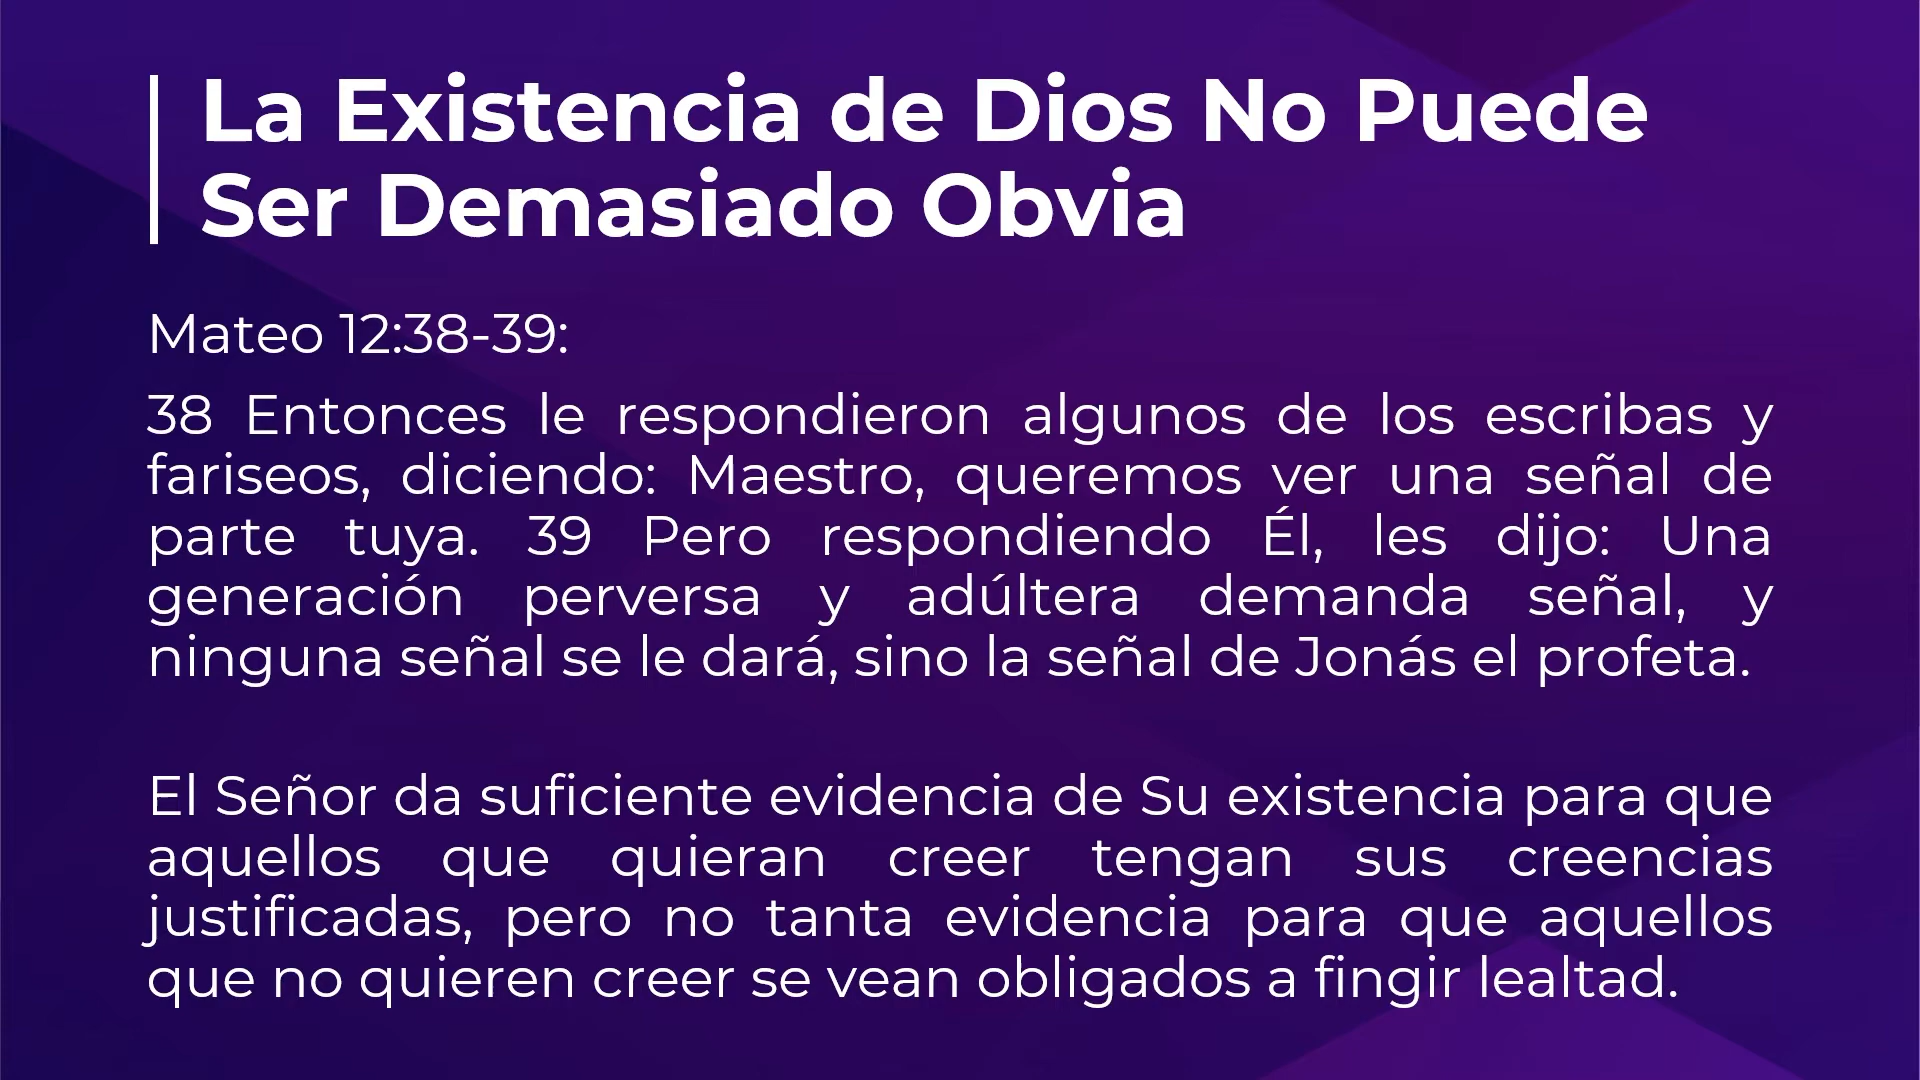 La Existencia de Dios No Puede
Ser Demasiado Obvia
Mateo 12:38-39:
38 Entonces le respondieron algunos de los escribas y
fariseos, diciendo: Maestro, queremos ver una señal de
parte tuya. 39 Pero respondiendo Él, les dijo: Una
generación perversa y adúltera demanda señal, y
ninguna señal se le dará, sino la señal de Jonás el profeta.
El Señor da suficiente evidencia de Su existencia para que
aquellos que quieran creer tengan sus creencias
justificadas, pero no tanta evidencia para que aquellos
que no quieren creer se vean obligados a fingir lealtad.